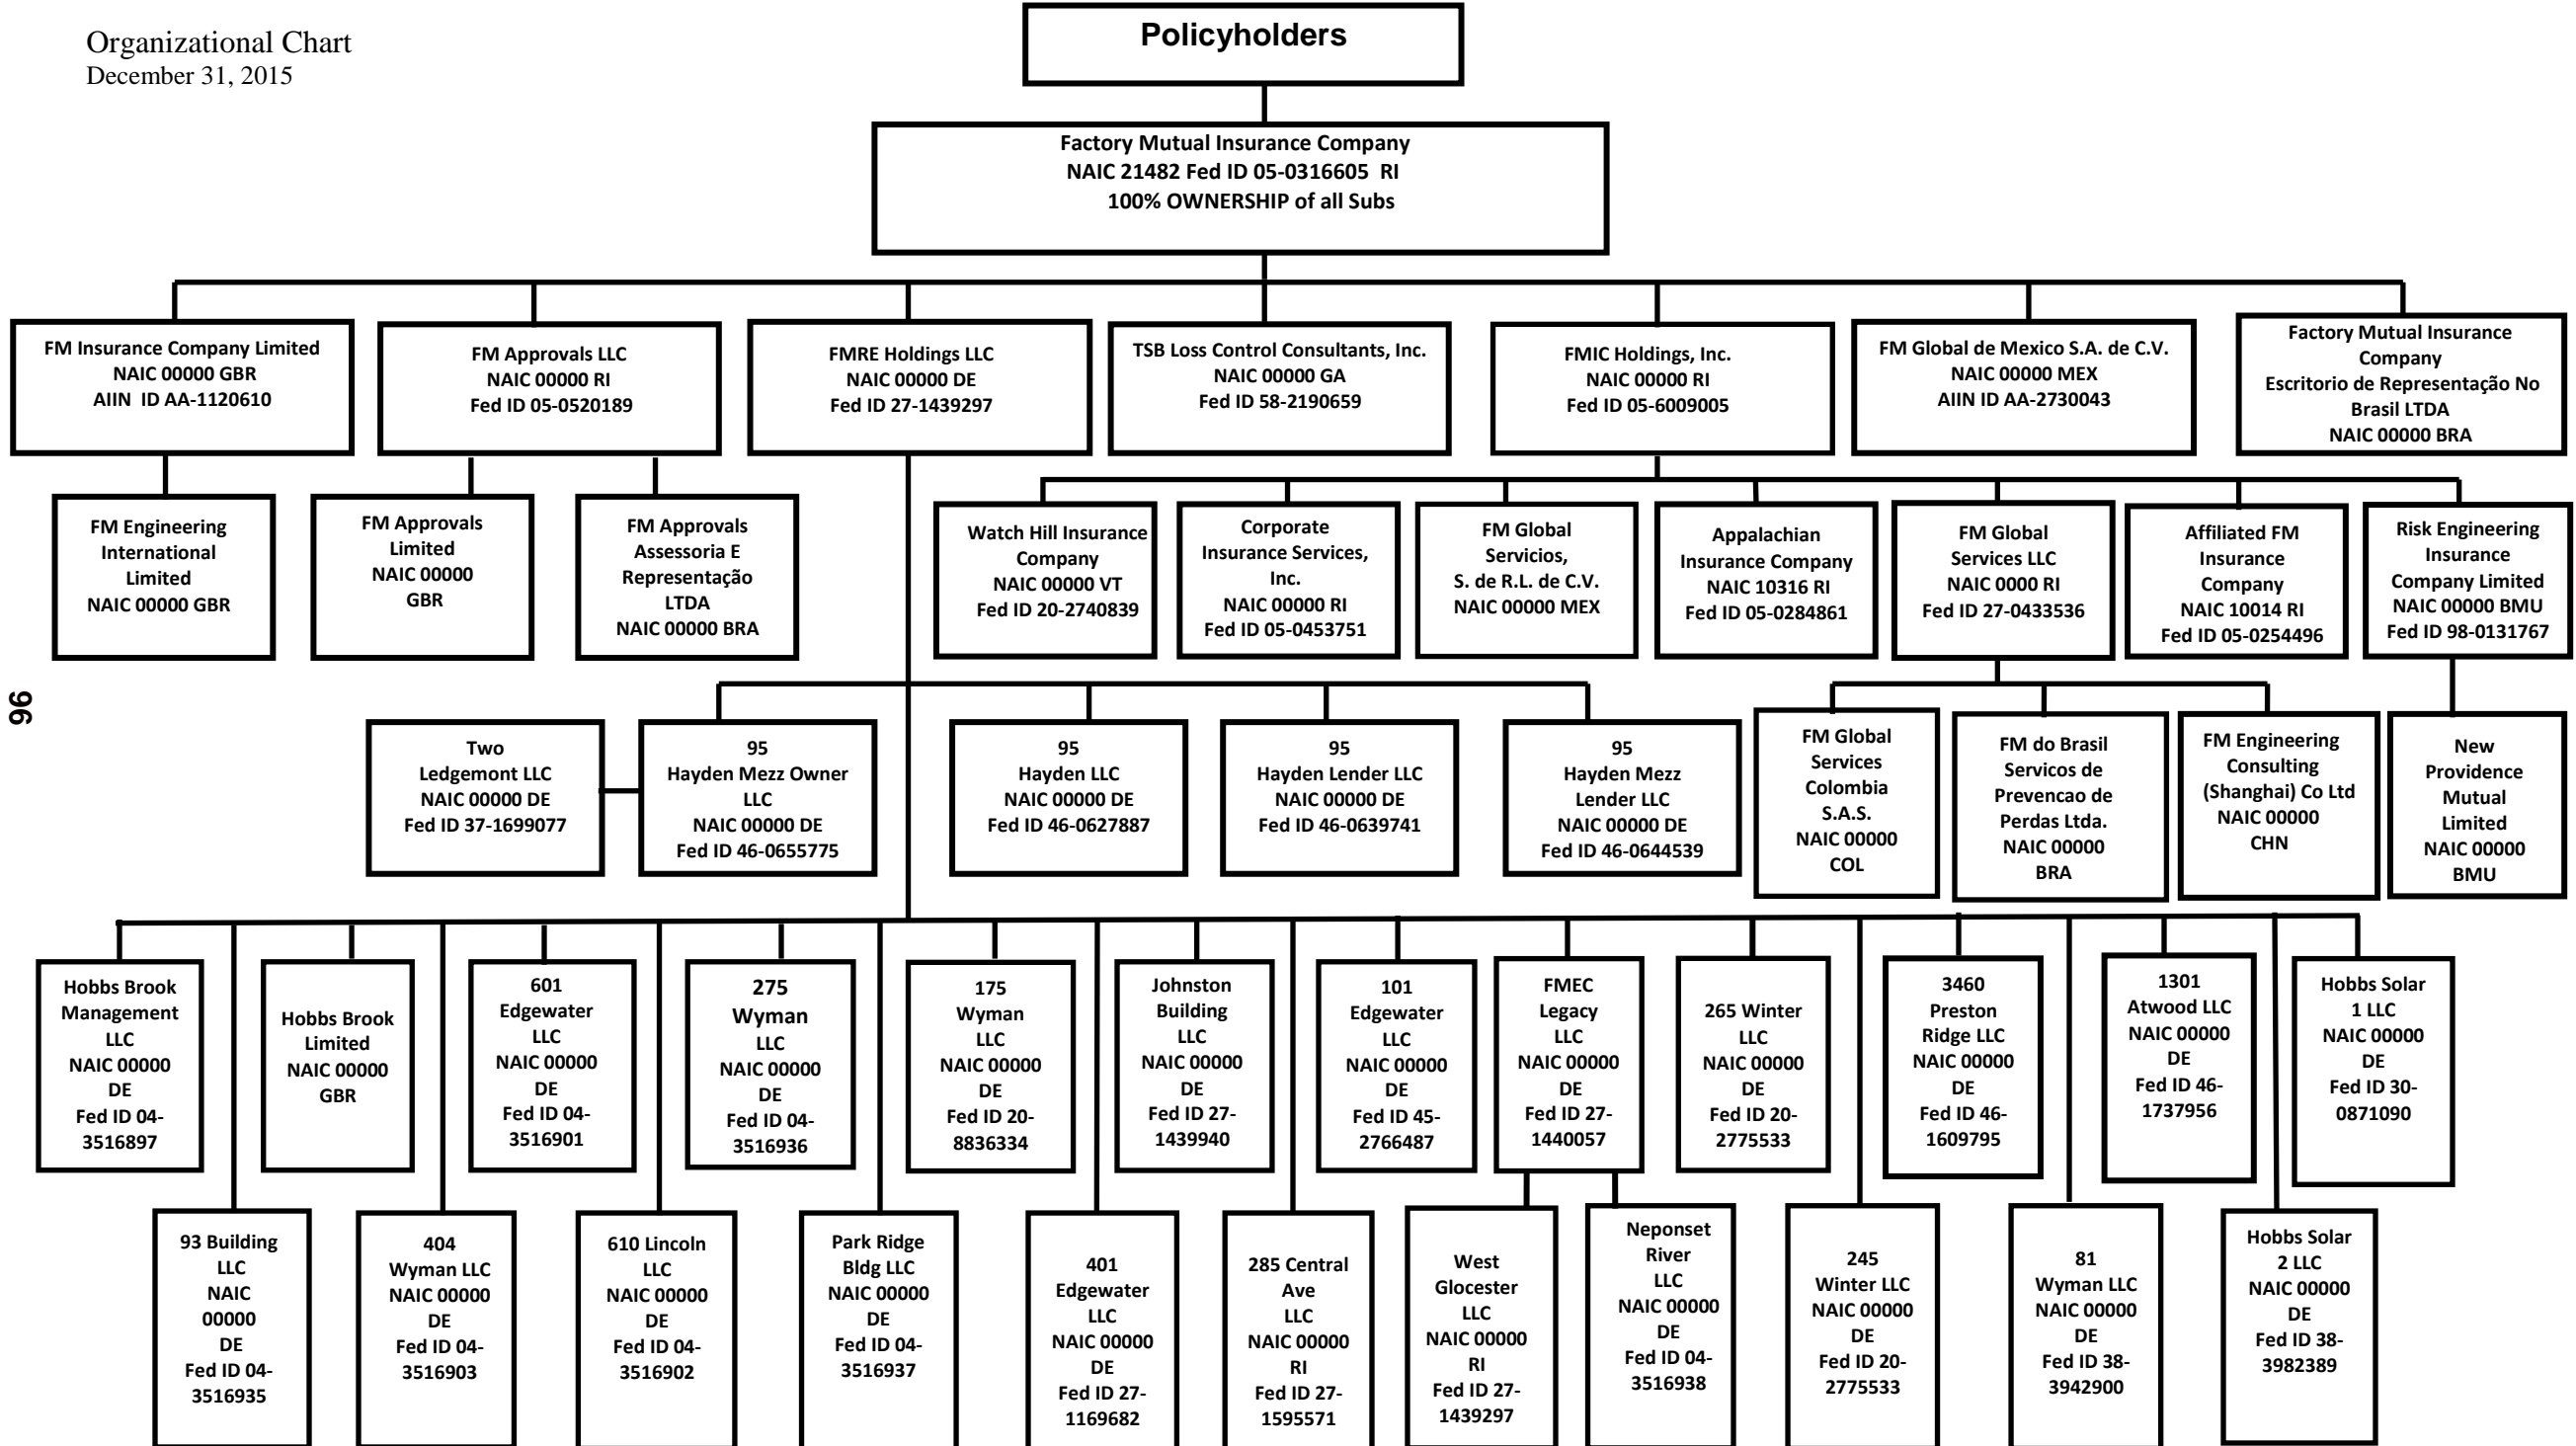 Organizational Chart
December 31, 2015
Policyholders
Factory Mutual Insurance Company
NAIC 21482 Fed ID 05-0316605 RI
100% OWNERSHIP of all Subs
FM Insurance Company Limited
NAIC 00000 GBR
AIIN ID AA-1120610
FM Approvals LLC
NAIC 00000 RI
Fed ID 05-0520189
FMRE Holdings LLC
NAIC 00000 DE
Fed ID 27-1439297
TSB Loss Control Consultants, Inc.
NAIC 00000 GA
Fed ID 58-2190659
FMIC Holdings, Inc.
NAIC 00000 RI
Fed ID 05-6009005
FM Global de Mexico S.A. de C.V.
NAIC 00000 MEX
AIIN ID AA-2730043
Factory Mutual Insurance
Company
Escritorio de Representação No
Brasil LTDA
NAIC 00000 BRA
FM Engineering
International
Limited
NAIC 00000 GBR
FM Approvals
Limited
NAIC 00000
GBR
FM Approvals
Assessoria E
Representação
LTDA
NAIC 00000 BRA
Watch Hill Insurance
Company
NAIC 00000 VT
Fed ID 20-2740839
Corporate
Insurance Services,
Inc.
NAIC 00000 RI
Fed ID 05-0453751
FM Global
Servicios,
S. de R.L. de C.V.
NAIC 00000 MEX
Appalachian
Insurance Company
NAIC 10316 RI
Fed ID 05-0284861
FM Global
Services LLC
NAIC 0000 RI
Fed ID 27-0433536
Affiliated FM
Insurance
Company
NAIC 10014 RI
Fed ID 05-0254496
Risk Engineering
Insurance
Company Limited
NAIC 00000 BMU
Fed ID 98-0131767
96
Two
Ledgemont LLC
NAIC 00000 DE
Fed ID 37-1699077
95
Hayden Mezz Owner
LLC
NAIC 00000 DE
Fed ID 46-0655775
95
Hayden LLC
NAIC 00000 DE
Fed ID 46-0627887
95
Hayden Lender LLC
NAIC 00000 DE
Fed ID 46-0639741
95
Hayden Mezz
Lender LLC
NAIC 00000 DE
Fed ID 46-0644539
FM Global
Services
Colombia
S.A.S.
NAIC 00000
COL
FM do Brasil
Servicos de
Prevencao de
Perdas Ltda.
NAIC 00000
BRA
FM Engineering
Consulting
(Shanghai) Co Ltd
NAIC 00000
CHN
New
Providence
Mutual
Limited
NAIC 00000
BMU
Hobbs Brook
Management
LLC
NAIC 00000
DE
Fed ID 04-
3516897
Hobbs Brook
Limited
NAIC 00000
GBR
601
Edgewater
LLC
NAIC 00000
DE
Fed ID 04-
3516901
275
Wyman
LLC
NAIC 00000
DE
Fed ID 04-
3516936
175
Wyman
LLC
NAIC 00000
DE
Fed ID 20-
8836334
Johnston
Building
LLC
NAIC 00000
DE
Fed ID 27-
1439940
101
Edgewater
LLC
NAIC 00000
DE
Fed ID 45-
2766487
FMEC
Legacy
LLC
NAIC 00000
DE
Fed ID 27-
1440057
265 Winter
LLC
NAIC 00000
DE
Fed ID 20-
2775533
3460
Preston
Ridge LLC
NAIC 00000
DE
Fed ID 46-
1609795
1301
Atwood LLC
NAIC 00000
DE
Fed ID 46-
1737956
Hobbs Solar
1 LLC
NAIC 00000
DE
Fed ID 30-
0871090
93 Building
LLC
NAIC
00000
DE
Fed ID 04-
3516935
404
Wyman LLC
NAIC 00000
DE
Fed ID 04-
3516903
610 Lincoln
LLC
NAIC 00000
DE
Fed ID 04-
3516902
Park Ridge
Bldg LLC
NAIC 00000
DE
Fed ID 04-
3516937
401
Edgewater
LLC
NAIC 00000
DE
Fed ID 27-
1169682
285 Central
Ave
LLC
NAIC 00000
RI
Fed ID 27-
1595571
West
Glocester
LLC
NAIC 00000
RI
Fed ID 27-
1439297
Neponset
River
LLC
NAIC 00000
DE
Fed ID 04-
3516938
245
Winter LLC
NAIC 00000
DE
Fed ID 20-
2775533
81
Wyman LLC
NAIC 00000
DE
Fed ID 38-
3942900
Hobbs Solar
2 LLC
NAIC 00000
DE
Fed ID 38-
3982389